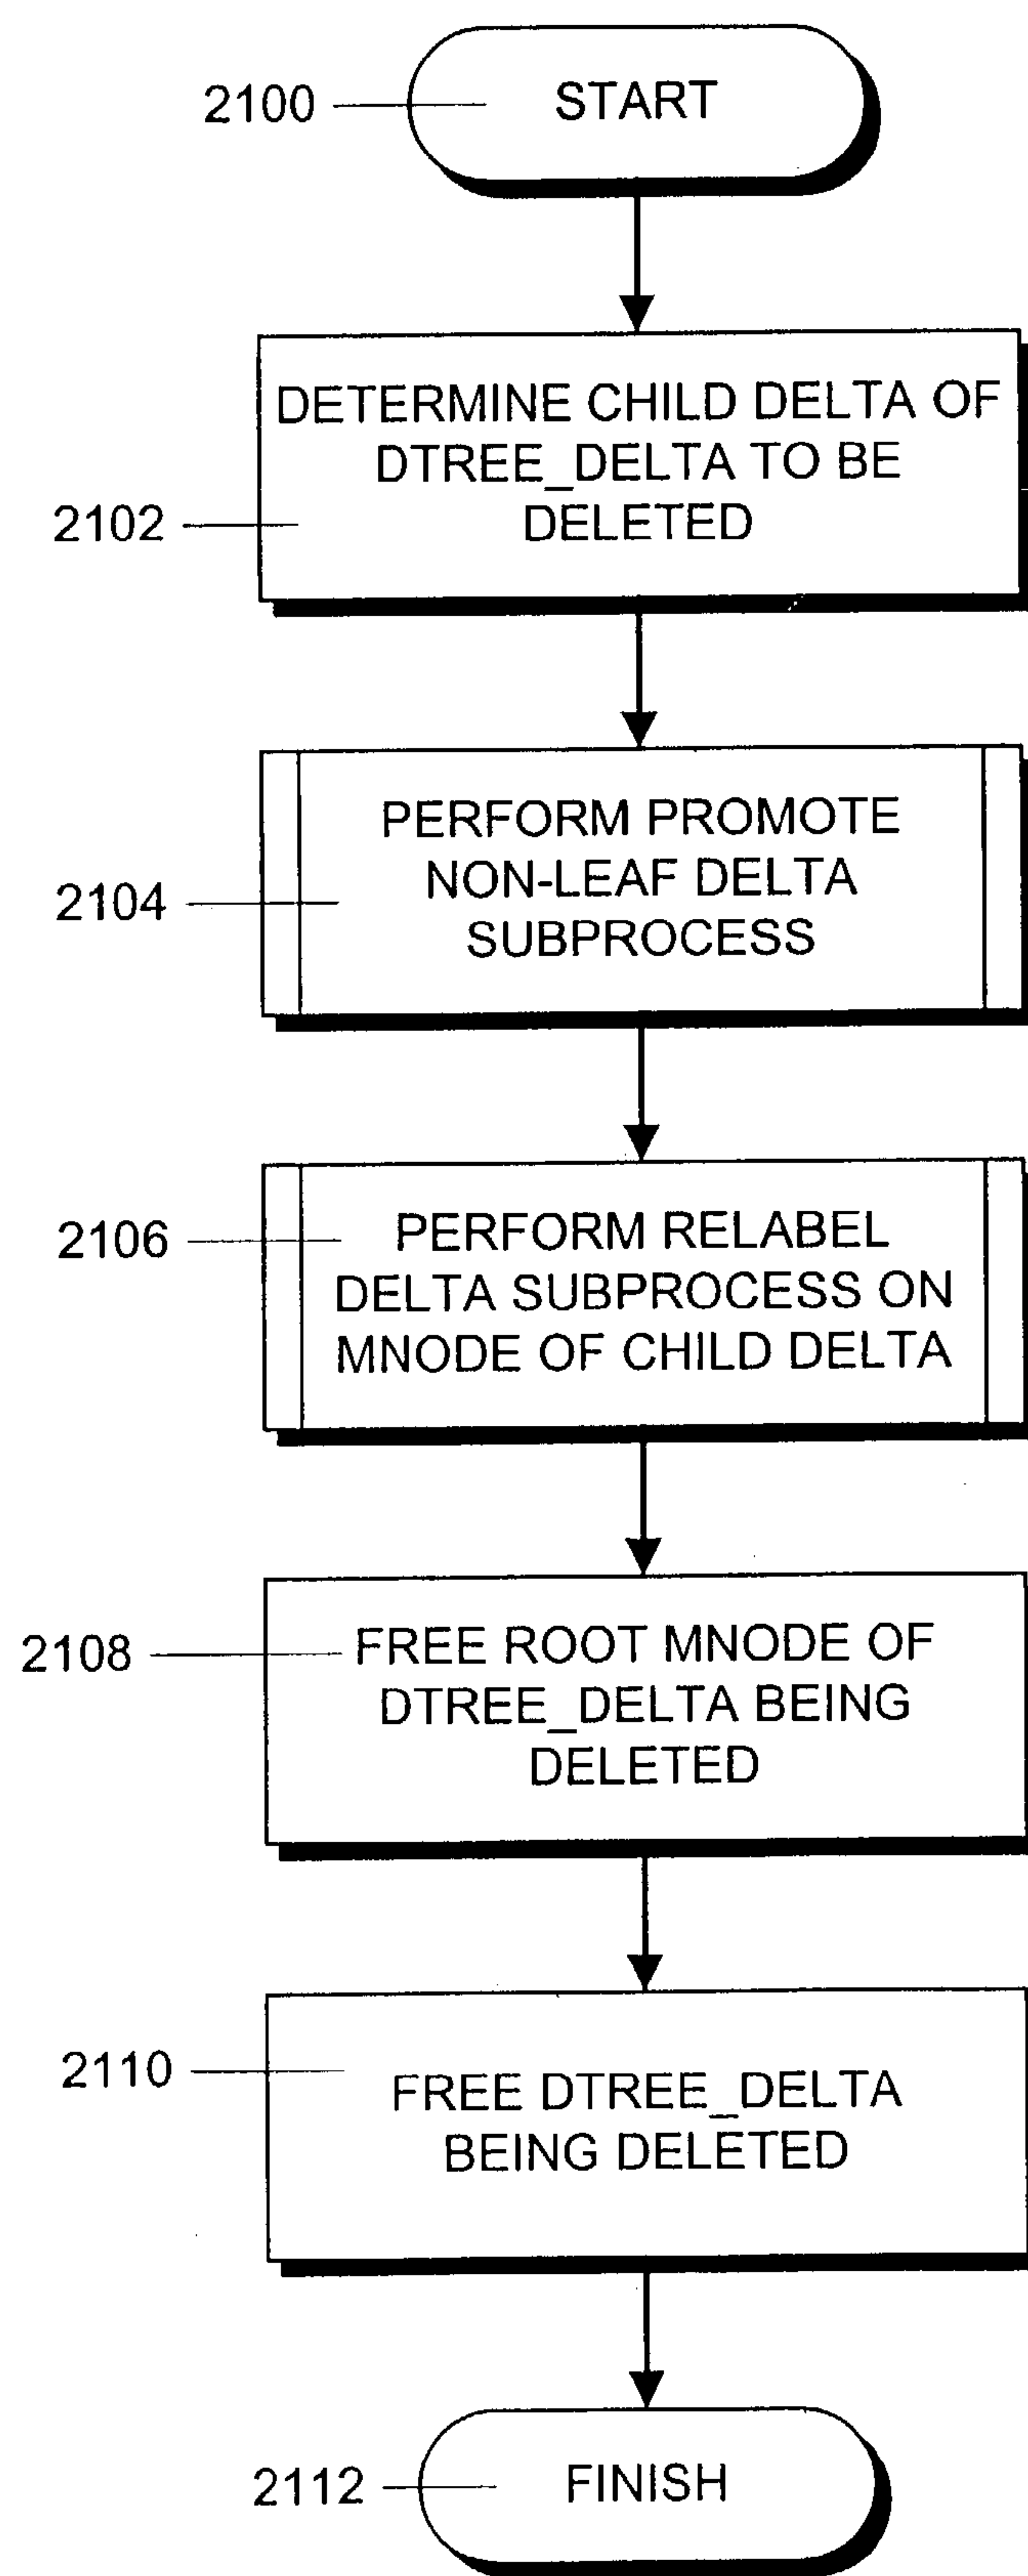 2100
START
DETERMINE CHILD DELTA OF
DTREE_DELTA TO BE
DELETED
2102
PERFORM PROMOTE
NON-LEAF DELTA
SUBPROCESS
2104
PERFORM RELABEL
DELTA SUBPROCESS ON
MNODE OF CHILD DELTA
2106
FREE ROOT MNODE OF
DTREE_DELTA BEING
DELETED
2108
FREE DTREE_DELTA
BEING DELETED
2110
FINISH
2112